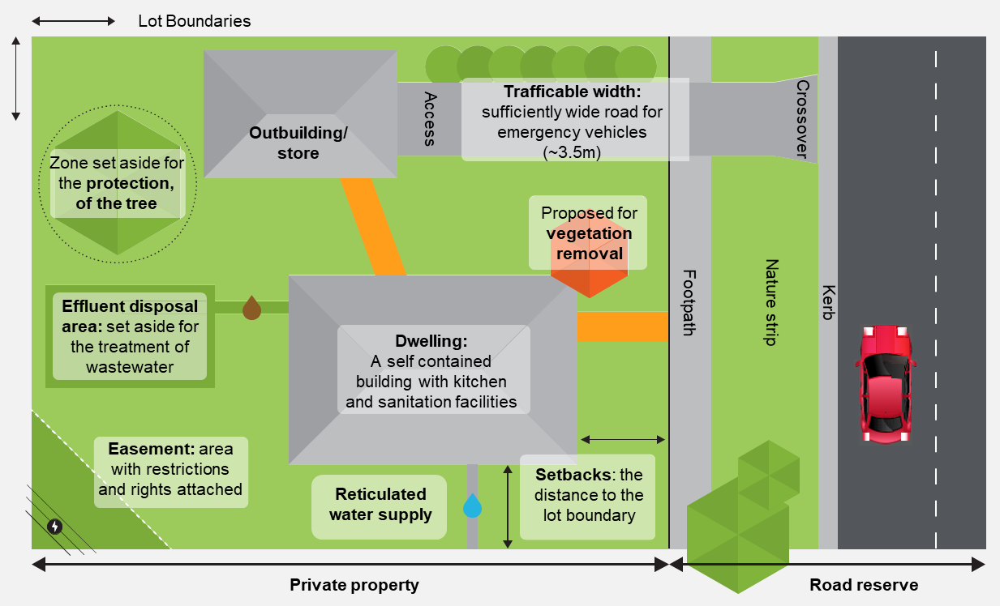 Lot Boundaries
Outbuilding/
store
Access
Trafficable width:
sufficiently wide road for
emergency vehicles
(~3.5m)
Crossover
Zone set aside for
the protection,
of the tree
Proposed for
vegetation
removal
Footpath
Nature strip
Kerb
Effluent disposal
area: set aside for
the treatment of
wastewater
Dwelling:
A self contained
building with kitchen
and sanitation facilities
Easement: area
with restrictions
and rights attached
Reticulated
water supply
Setbacks: the
distance to the
lot boundary
Private property
Road reserve